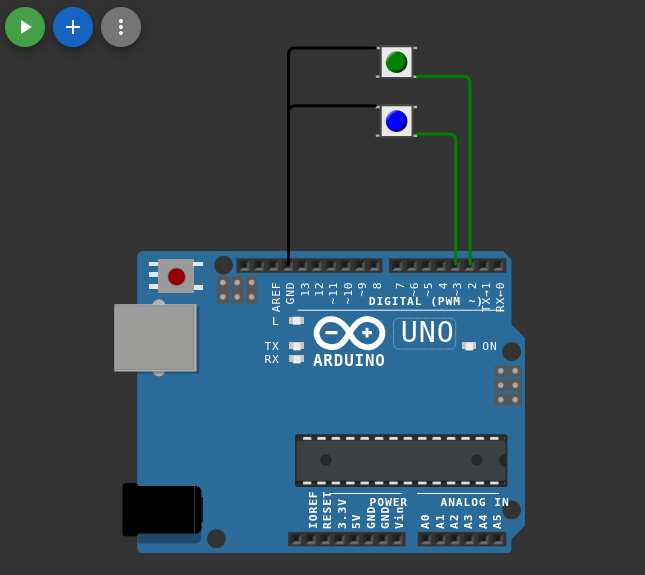 AREF
GND
13
12
~11
~10
~9
8
7
~6
~5
4
~3
2
TX→1
RX←0
DIGITAL (PWM ~)
L
TX
RX
UNO
ON
ARDUINO
POWER
ANALOG IN
IOREF
RESET
3.3V
5V
GND
GND
Vin
A0
A1
A2
A3
A4
A5